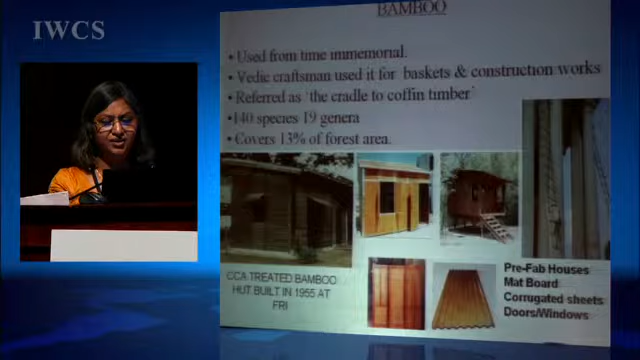 IWCS
BAMBOO
• Used from time immemorial.
• Vedic craftsman used it for baskets & construction works
• Referred as 'the cradle to coffin timber'
• 140 species 19 genera
• Covers 13% of forest area.
CCA TREATED BAMBOO
HUT BUILT IN 1955 AT
FRI
Pre-Fab Houses
Mat Board
Corrugated sheets
Doors/Windows